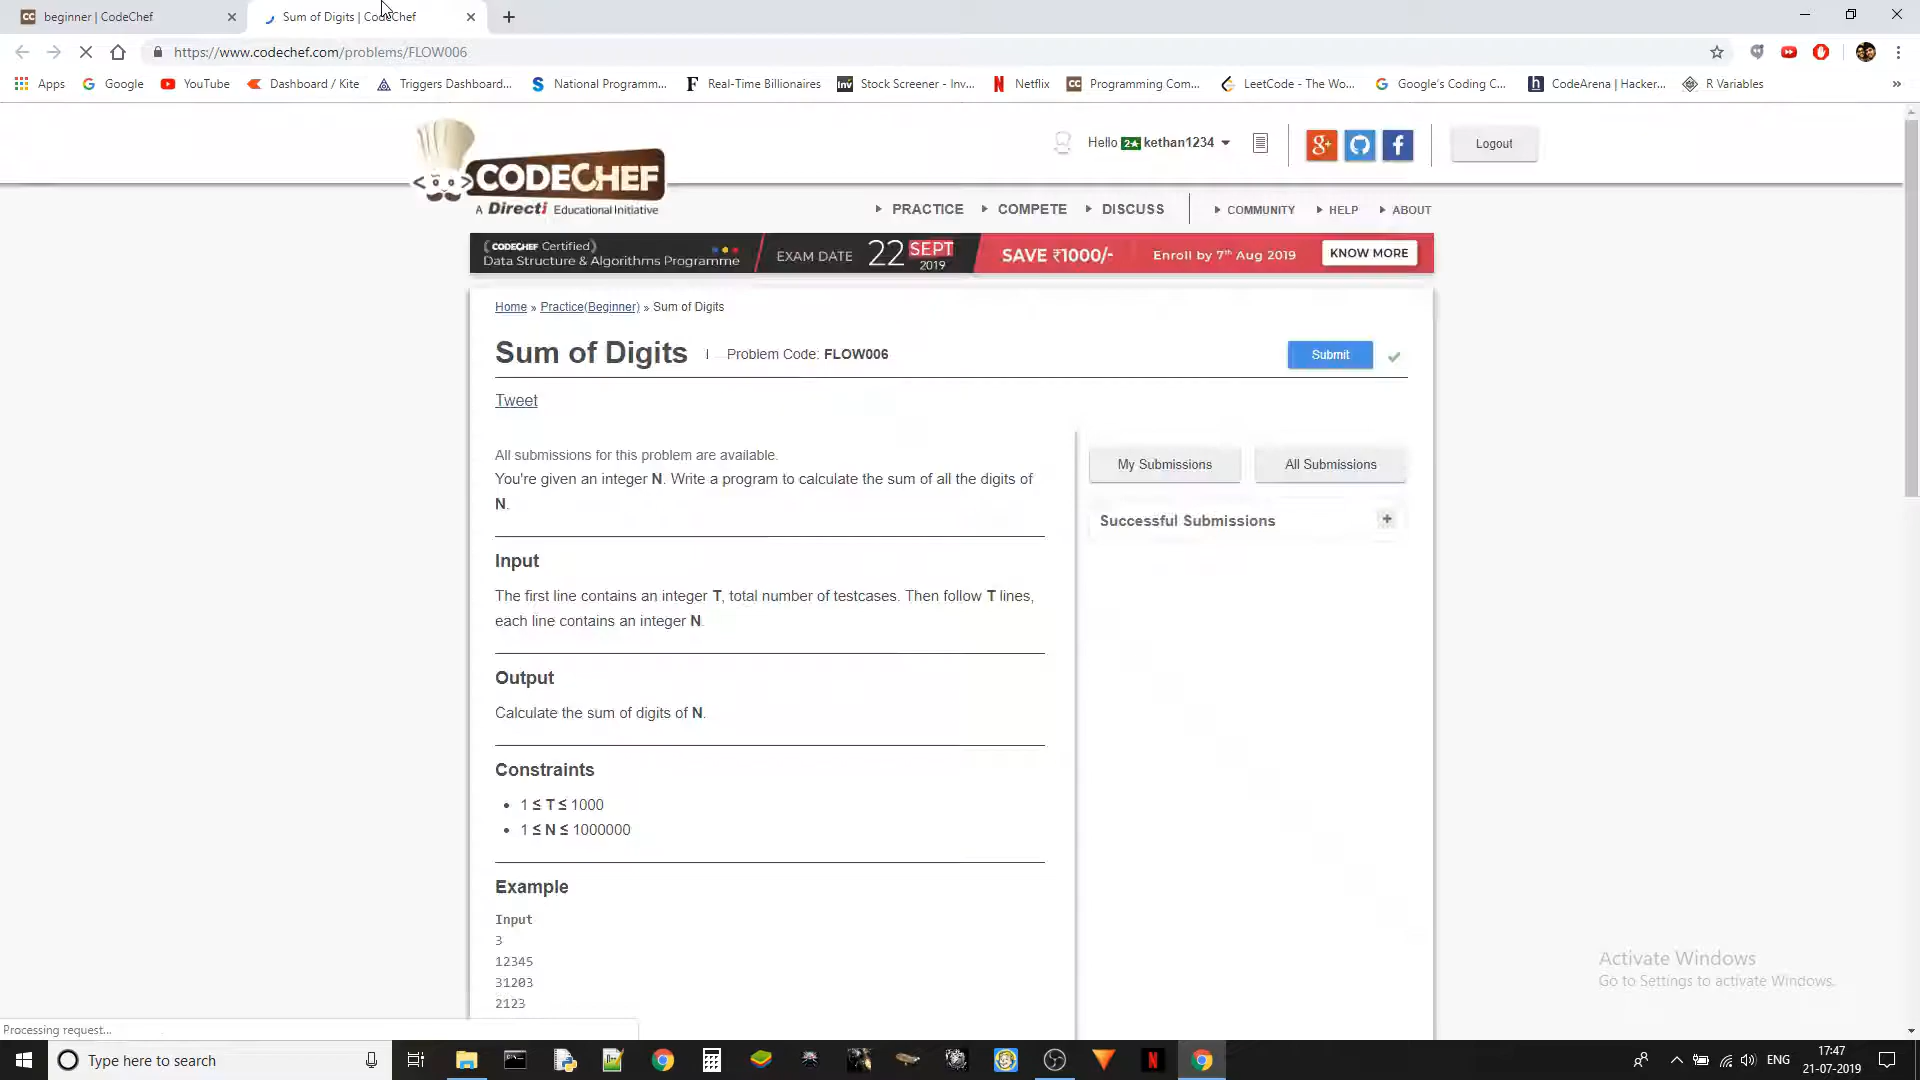 beginner | CodeChef
Sum of Digits | CodeChef
https://www.codechef.com/problems/FLOW006
Apps
Google
YouTube
Dashboard / Kite
Triggers Dashboard...
National Programm...
Real-Time Billionaires
Stock Screener - Inv...
Netflix
Programming Com...
LeetCode - The Wo...
Google's Coding C...
CodeArena | Hacker...
R Variables
»
CODECHEF
A Directi Educational Initiative
Hello 2★ kethan1234
Logout
PRACTICE
COMPETE
DISCUSS
COMMUNITY
HELP
ABOUT
CODECHEF Certified
Data Structure & Algorithms Programme
EXAM DATE 22 SEPT 2019
SAVE ₹1000/-
Enroll by 7th Aug 2019
KNOW MORE
Home » Practice(Beginner) » Sum of Digits
Sum of Digits | Problem Code: FLOW006
Submit
Tweet
All submissions for this problem are available.
You're given an integer N. Write a program to calculate the sum of all the digits of
N.
My Submissions
All Submissions
Successful Submissions
+
Input
The first line contains an integer T, total number of testcases. Then follow T lines,
each line contains an integer N.
Output
Calculate the sum of digits of N.
Constraints
• 1 ≤ T ≤ 1000
• 1 ≤ N ≤ 1000000
Example
Input
3
12345
31203
2123
Activate Windows
Go to Settings to activate Windows.
Processing request...
Type here to search
ENG
17:47
21-07-2019